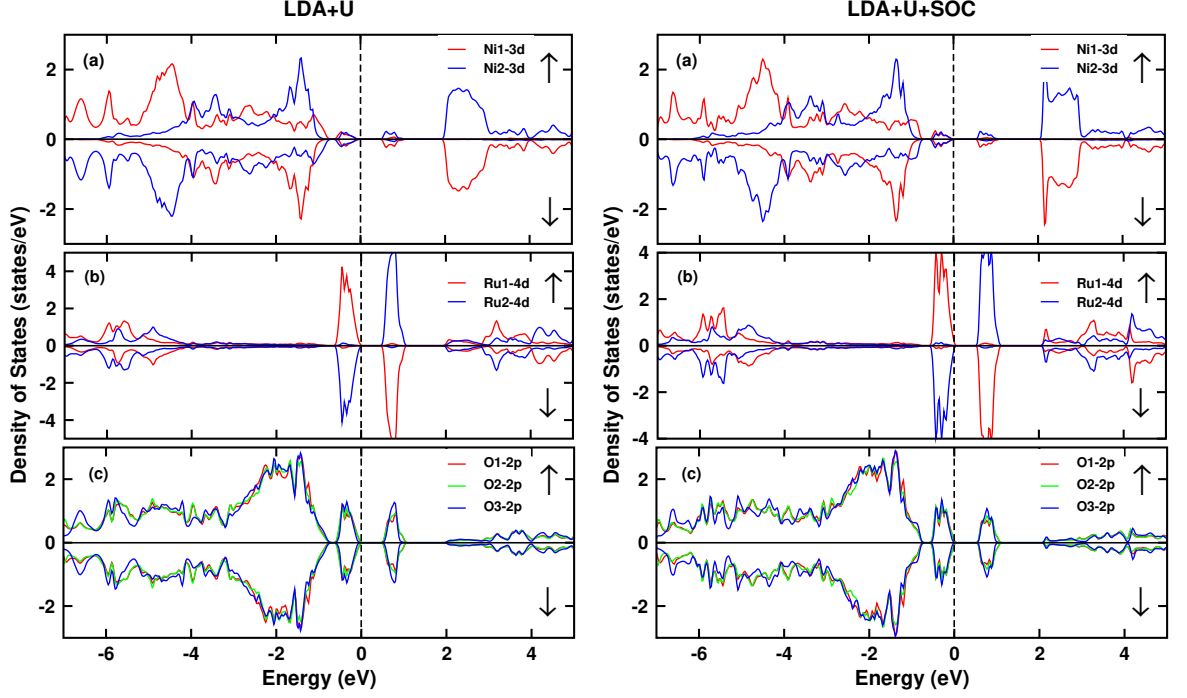 LDA+U
LDA+U+SOC
Density of States (states/eV)
(a)
Ni1-3d
Ni2-3d
↑
↓
2
0
-2
(b)
Ru1-4d
Ru2-4d
↑
↓
4
2
0
-2
-4
(c)
O1-2p
O2-2p
O3-2p
↑
↓
2
0
-2
-6 -4 -2 0 2 4
Energy (eV)
Density of States (states/eV)
(a)
Ni1-3d
Ni2-3d
↑
↓
2
0
-2
(b)
Ru1-4d
Ru2-4d
↑
↓
4
2
0
-2
-4
(c)
O1-2p
O2-2p
O3-2p
↑
↓
2
0
-2
-6 -4 -2 0 2 4
Energy (eV)